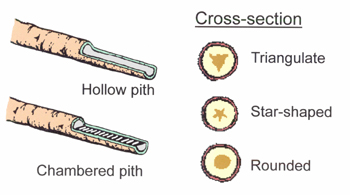 Cross-section
Triangulate
Hollow pith
Star-shaped
Chambered pith
Rounded